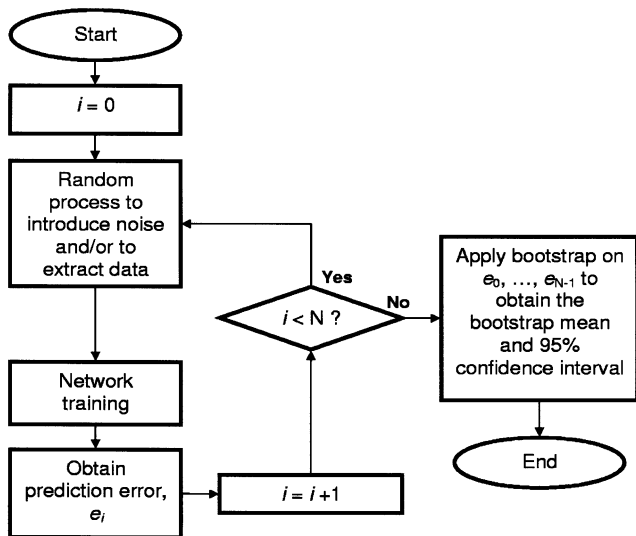 Start
i = 0
Random
process to
introduce noise
and/or to
extract data
Network
training
Obtain
prediction error,
ei
i = i +1
i < N ?
Yes
No
Apply bootstrap on
e0, ..., eN-1 to
obtain the
bootstrap mean
and 95%
confidence interval
End